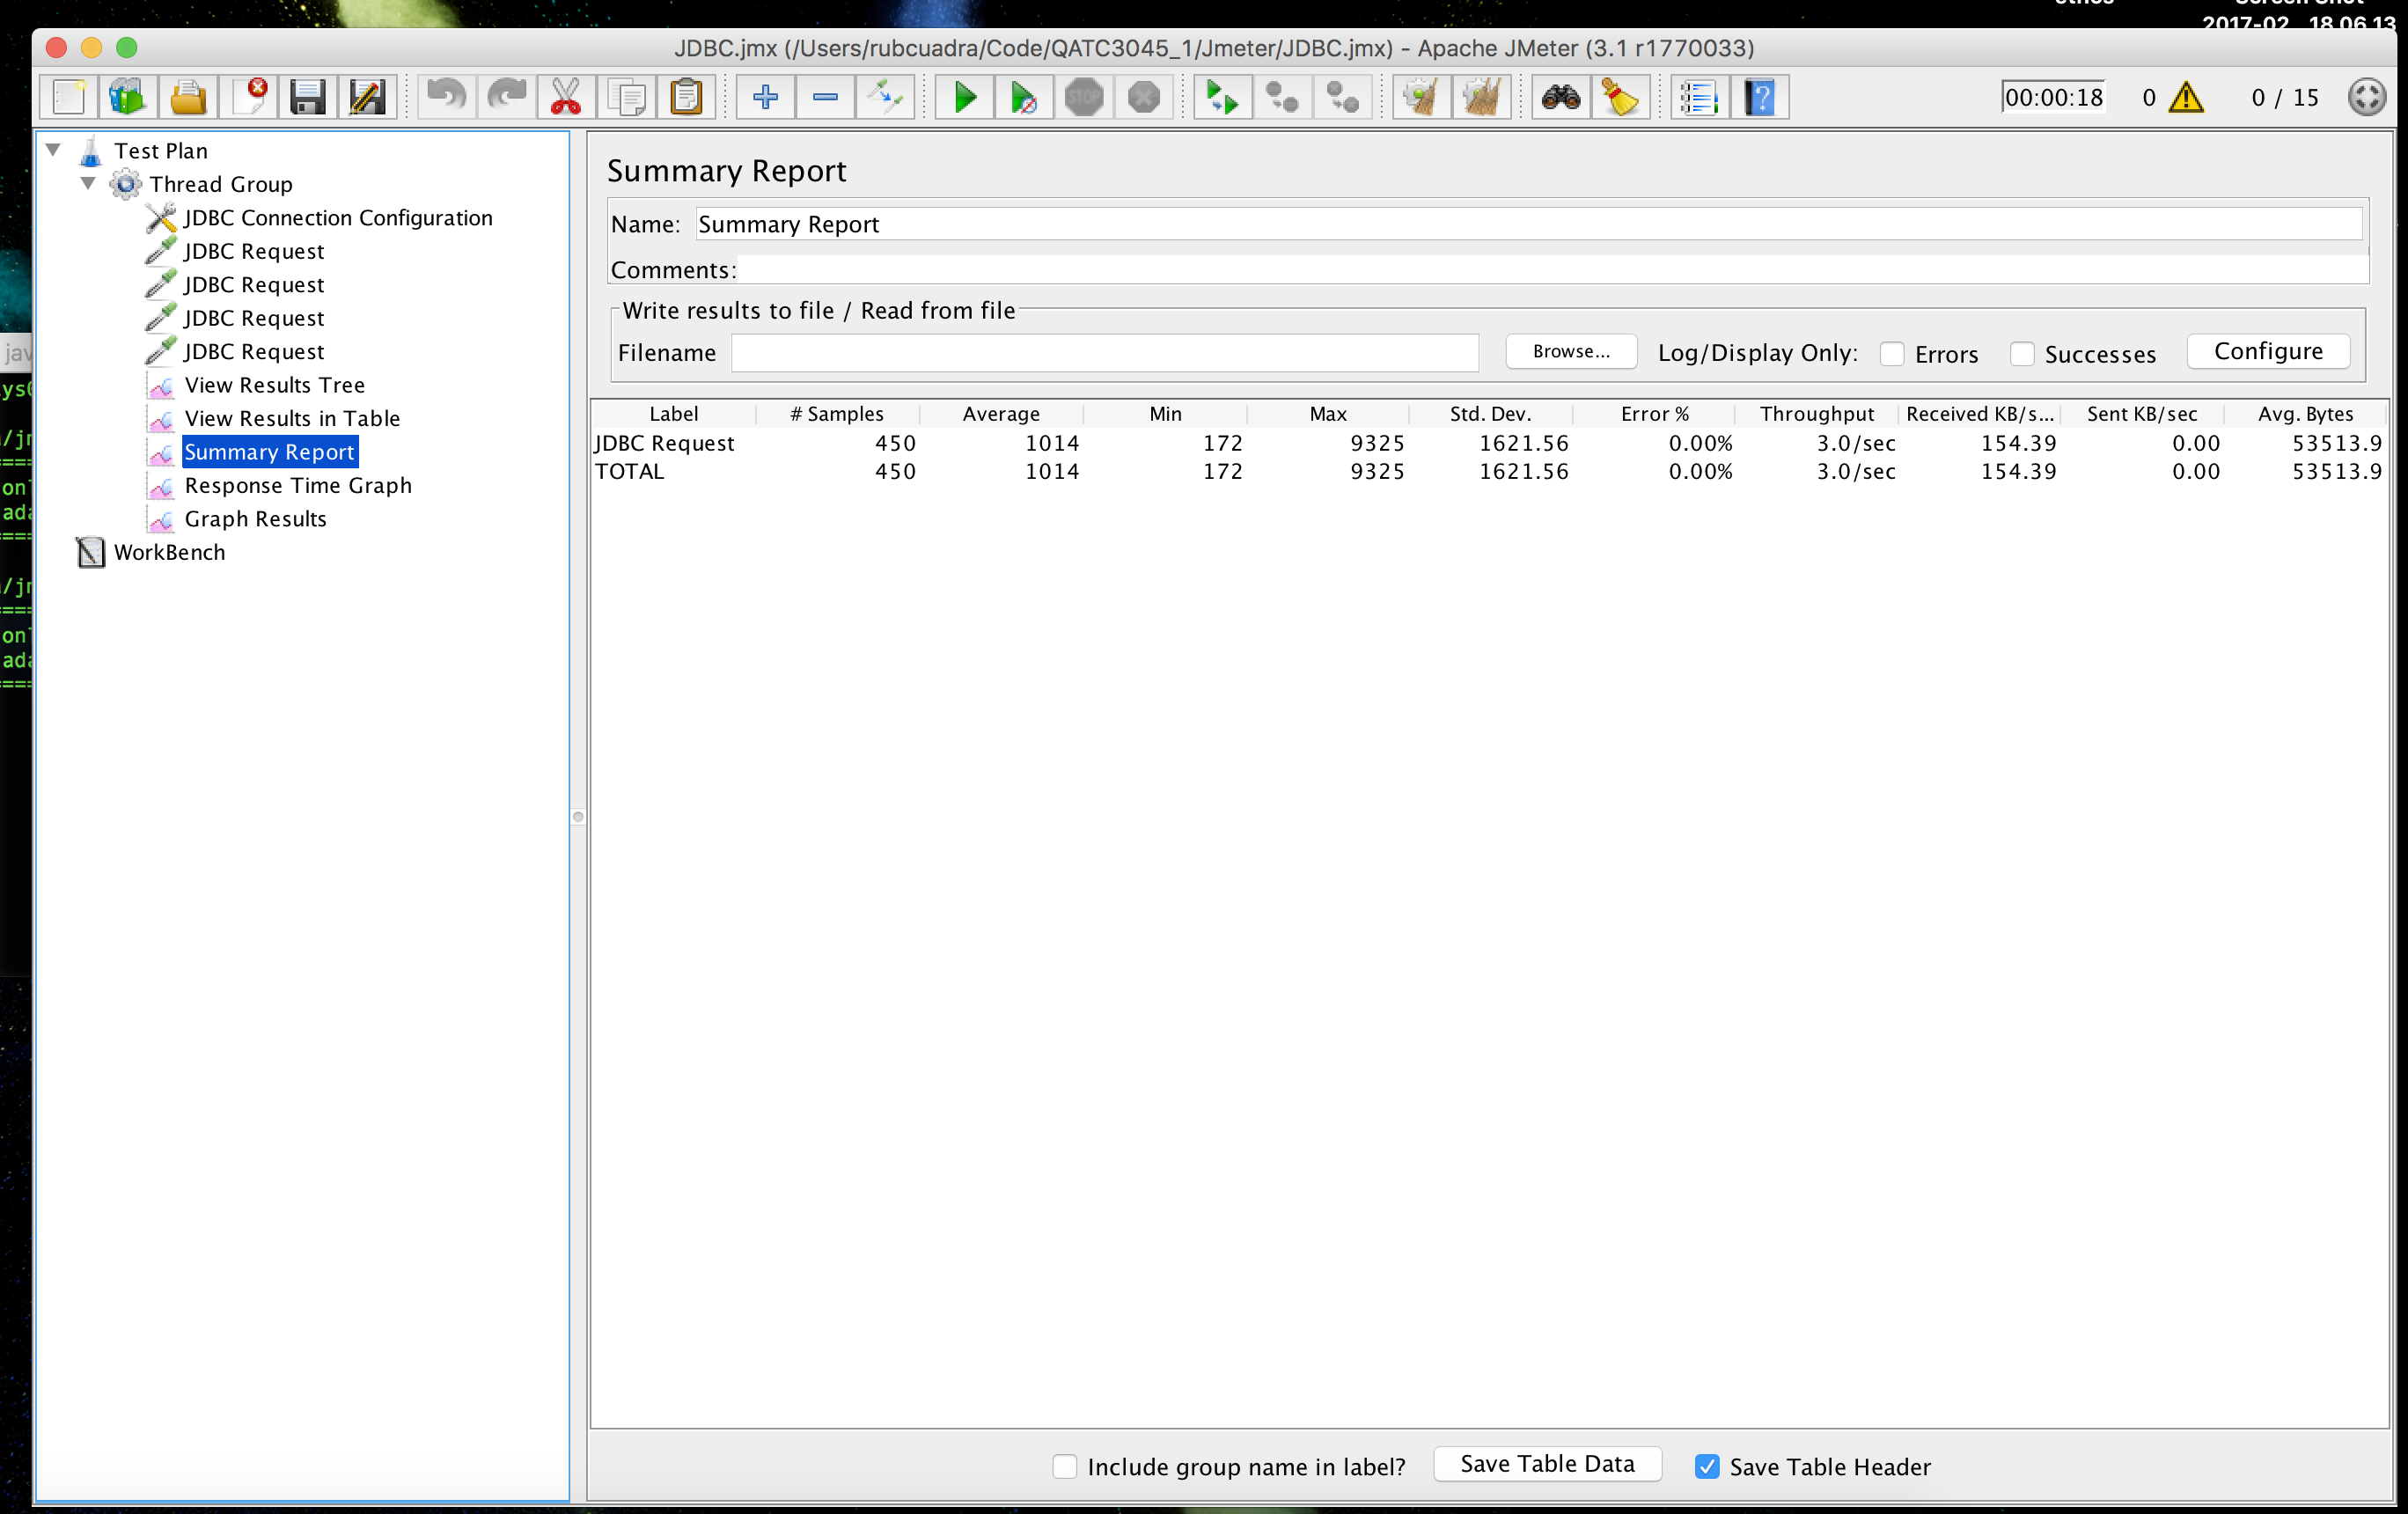 2017-02 18.06.13
JDBC.jmx (/Users/rubcuadra/Code/QATC3045_1/Jmeter/JDBC.jmx) - Apache JMeter (3.1 r1770033)
STOP
00:00:18 0 0 / 15
Test Plan
Thread Group
JDBC Connection Configuration
JDBC Request
JDBC Request
JDBC Request
JDBC Request
View Results Tree
View Results in Table
Summary Report
Response Time Graph
Graph Results
WorkBench
Summary Report
Name: Summary Report
Comments:
Write results to file / Read from file
Filename Browse... Log/Display Only: Errors Successes Configure
Label # Samples Average Min Max Std. Dev. Error % Throughput Received KB/s... Sent KB/sec Avg. Bytes
JDBC Request 450 1014 172 9325 1621.56 0.00% 3.0/sec 154.39 0.00 53513.9
TOTAL 450 1014 172 9325 1621.56 0.00% 3.0/sec 154.39 0.00 53513.9
Include group name in label? Save Table Data Save Table Header